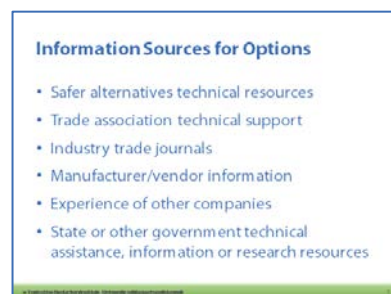 Information Sources for Options
• Safer alternatives technical resources
• Trade association technical support
• Industry trade journals
• Manufacturer/vendor information
• Experience of other companies
• State or other government technical
assistance, information or research resources